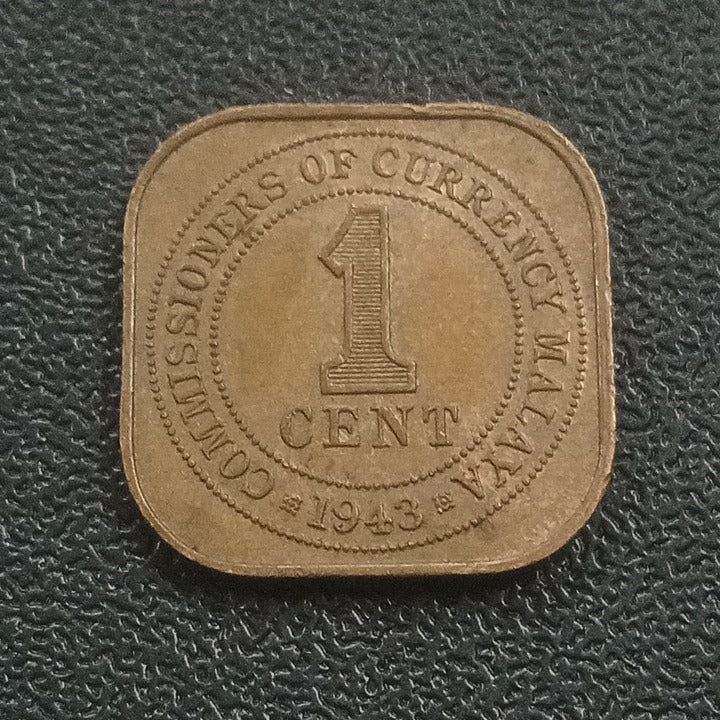 COMMISSIONERS OF CURRENCY MALAYA
1
CENT
1943